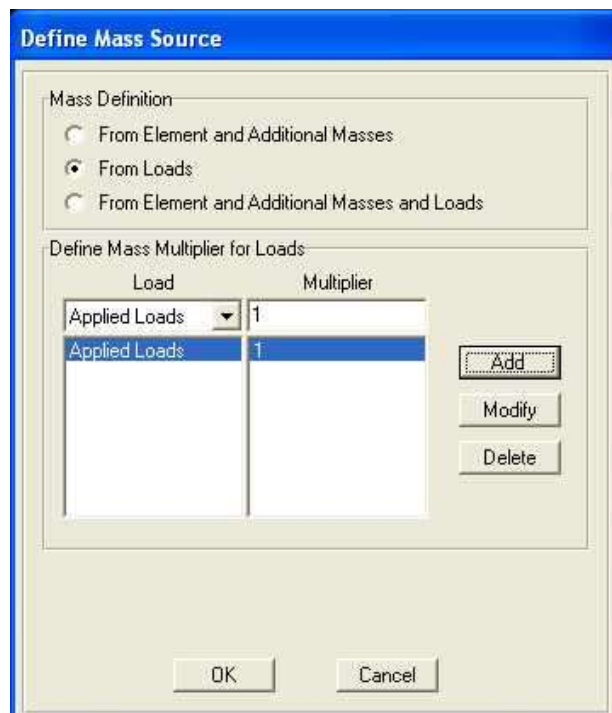 Define Mass Source
Mass Definition
From Element and Additional Masses
From Loads
From Element and Additional Masses and Loads
Define Mass Multiplier for Loads
Load Multiplier
Applied Loads 1
Applied Loads 1
Add
Modify
Delete
OK Cancel